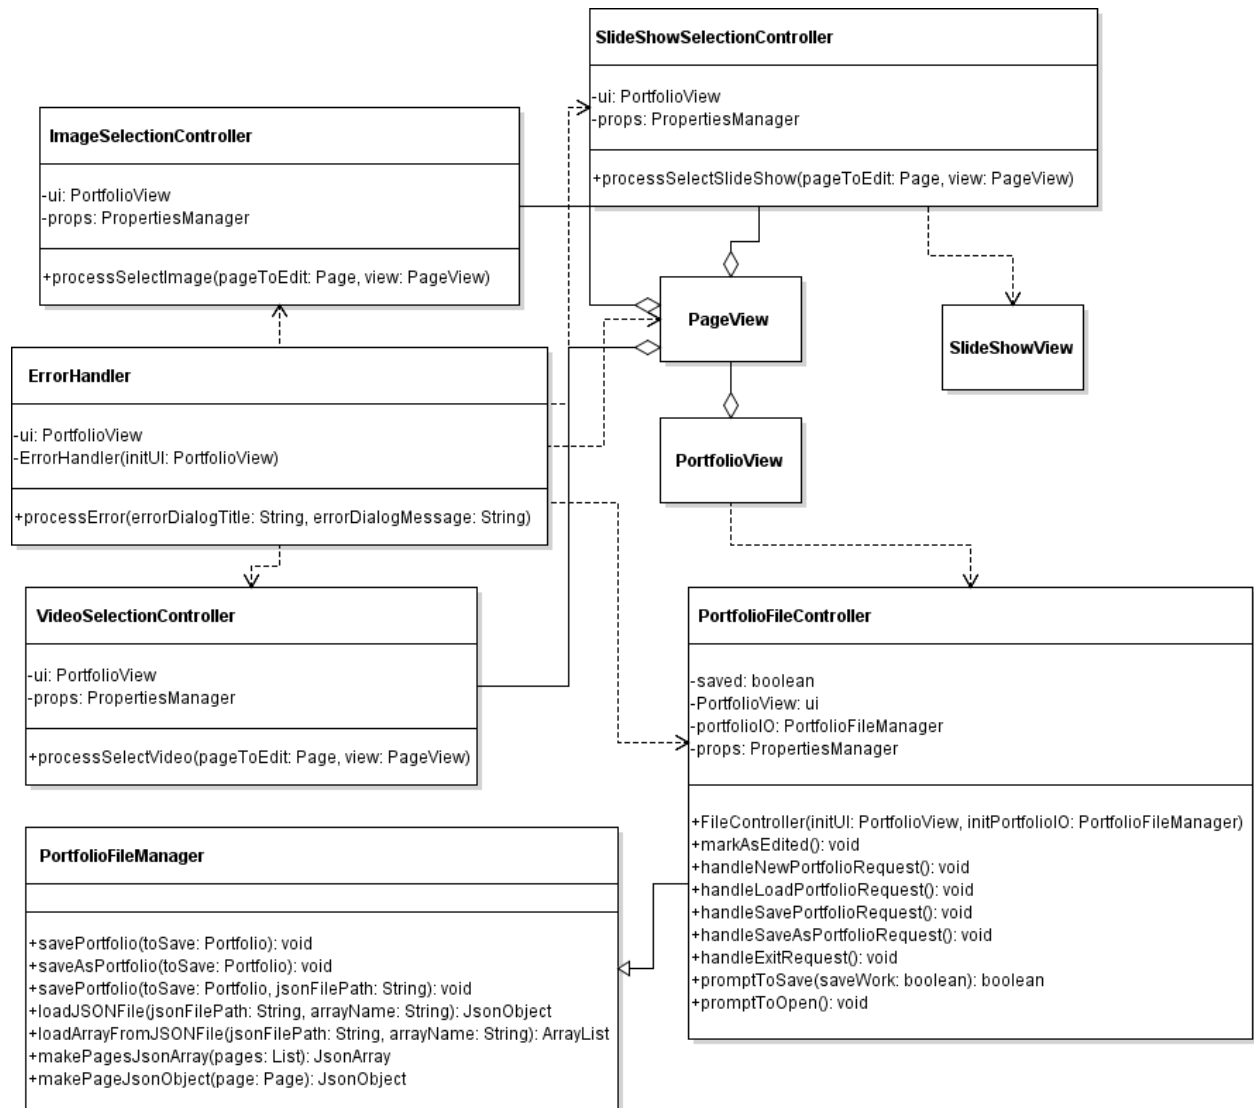 SlideShowSelectionController
-ui: PortfolioView
-props: PropertiesManager
+processSelectSlideShow(pageToEdit: Page, view: PageView)
ImageSelectionController
-ui: PortfolioView
-props: PropertiesManager
+processSelectImage(pageToEdit: Page, view: PageView)
PageView
SlideShowView
ErrorHandler
-ui: PortfolioView
-ErrorHandler(initUI: PortfolioView)
+processError(errorDialogTitle: String, errorDialogMessage: String)
PortfolioView
VideoSelectionController
-ui: PortfolioView
-props: PropertiesManager
+processSelectVideo(pageToEdit: Page, view: PageView)
PortfolioFileController
-saved: boolean
-PortfolioView: ui
-portfolioIO: PortfolioFileManager
-props: PropertiesManager
+FileController(initUI: PortfolioView, initPortfolioIO: PortfolioFileManager)
+markAsEdited(): void
+handleNewPortfolioRequest(): void
+handleLoadPortfolioRequest(): void
+handleSavePortfolioRequest(): void
+handleSaveAsPortfolioRequest(): void
+handleExitRequest(): void
+promptToSave(saveWork: boolean): boolean
+promptToOpen(): void
PortfolioFileManager
+savePortfolio(toSave: Portfolio): void
+saveAsPortfolio(toSave: Portfolio): void
+savePortfolio(toSave: Portfolio, jsonFilePath: String): void
+loadJSONFile(jsonFilePath: String, arrayName: String): JsonObject
+loadArrayFromJSONFile(jsonFilePath: String, arrayName: String): ArrayList
+makePagesJsonArray(pages: List): JsonArray
+makePageJsonObject(page: Page): JsonObject